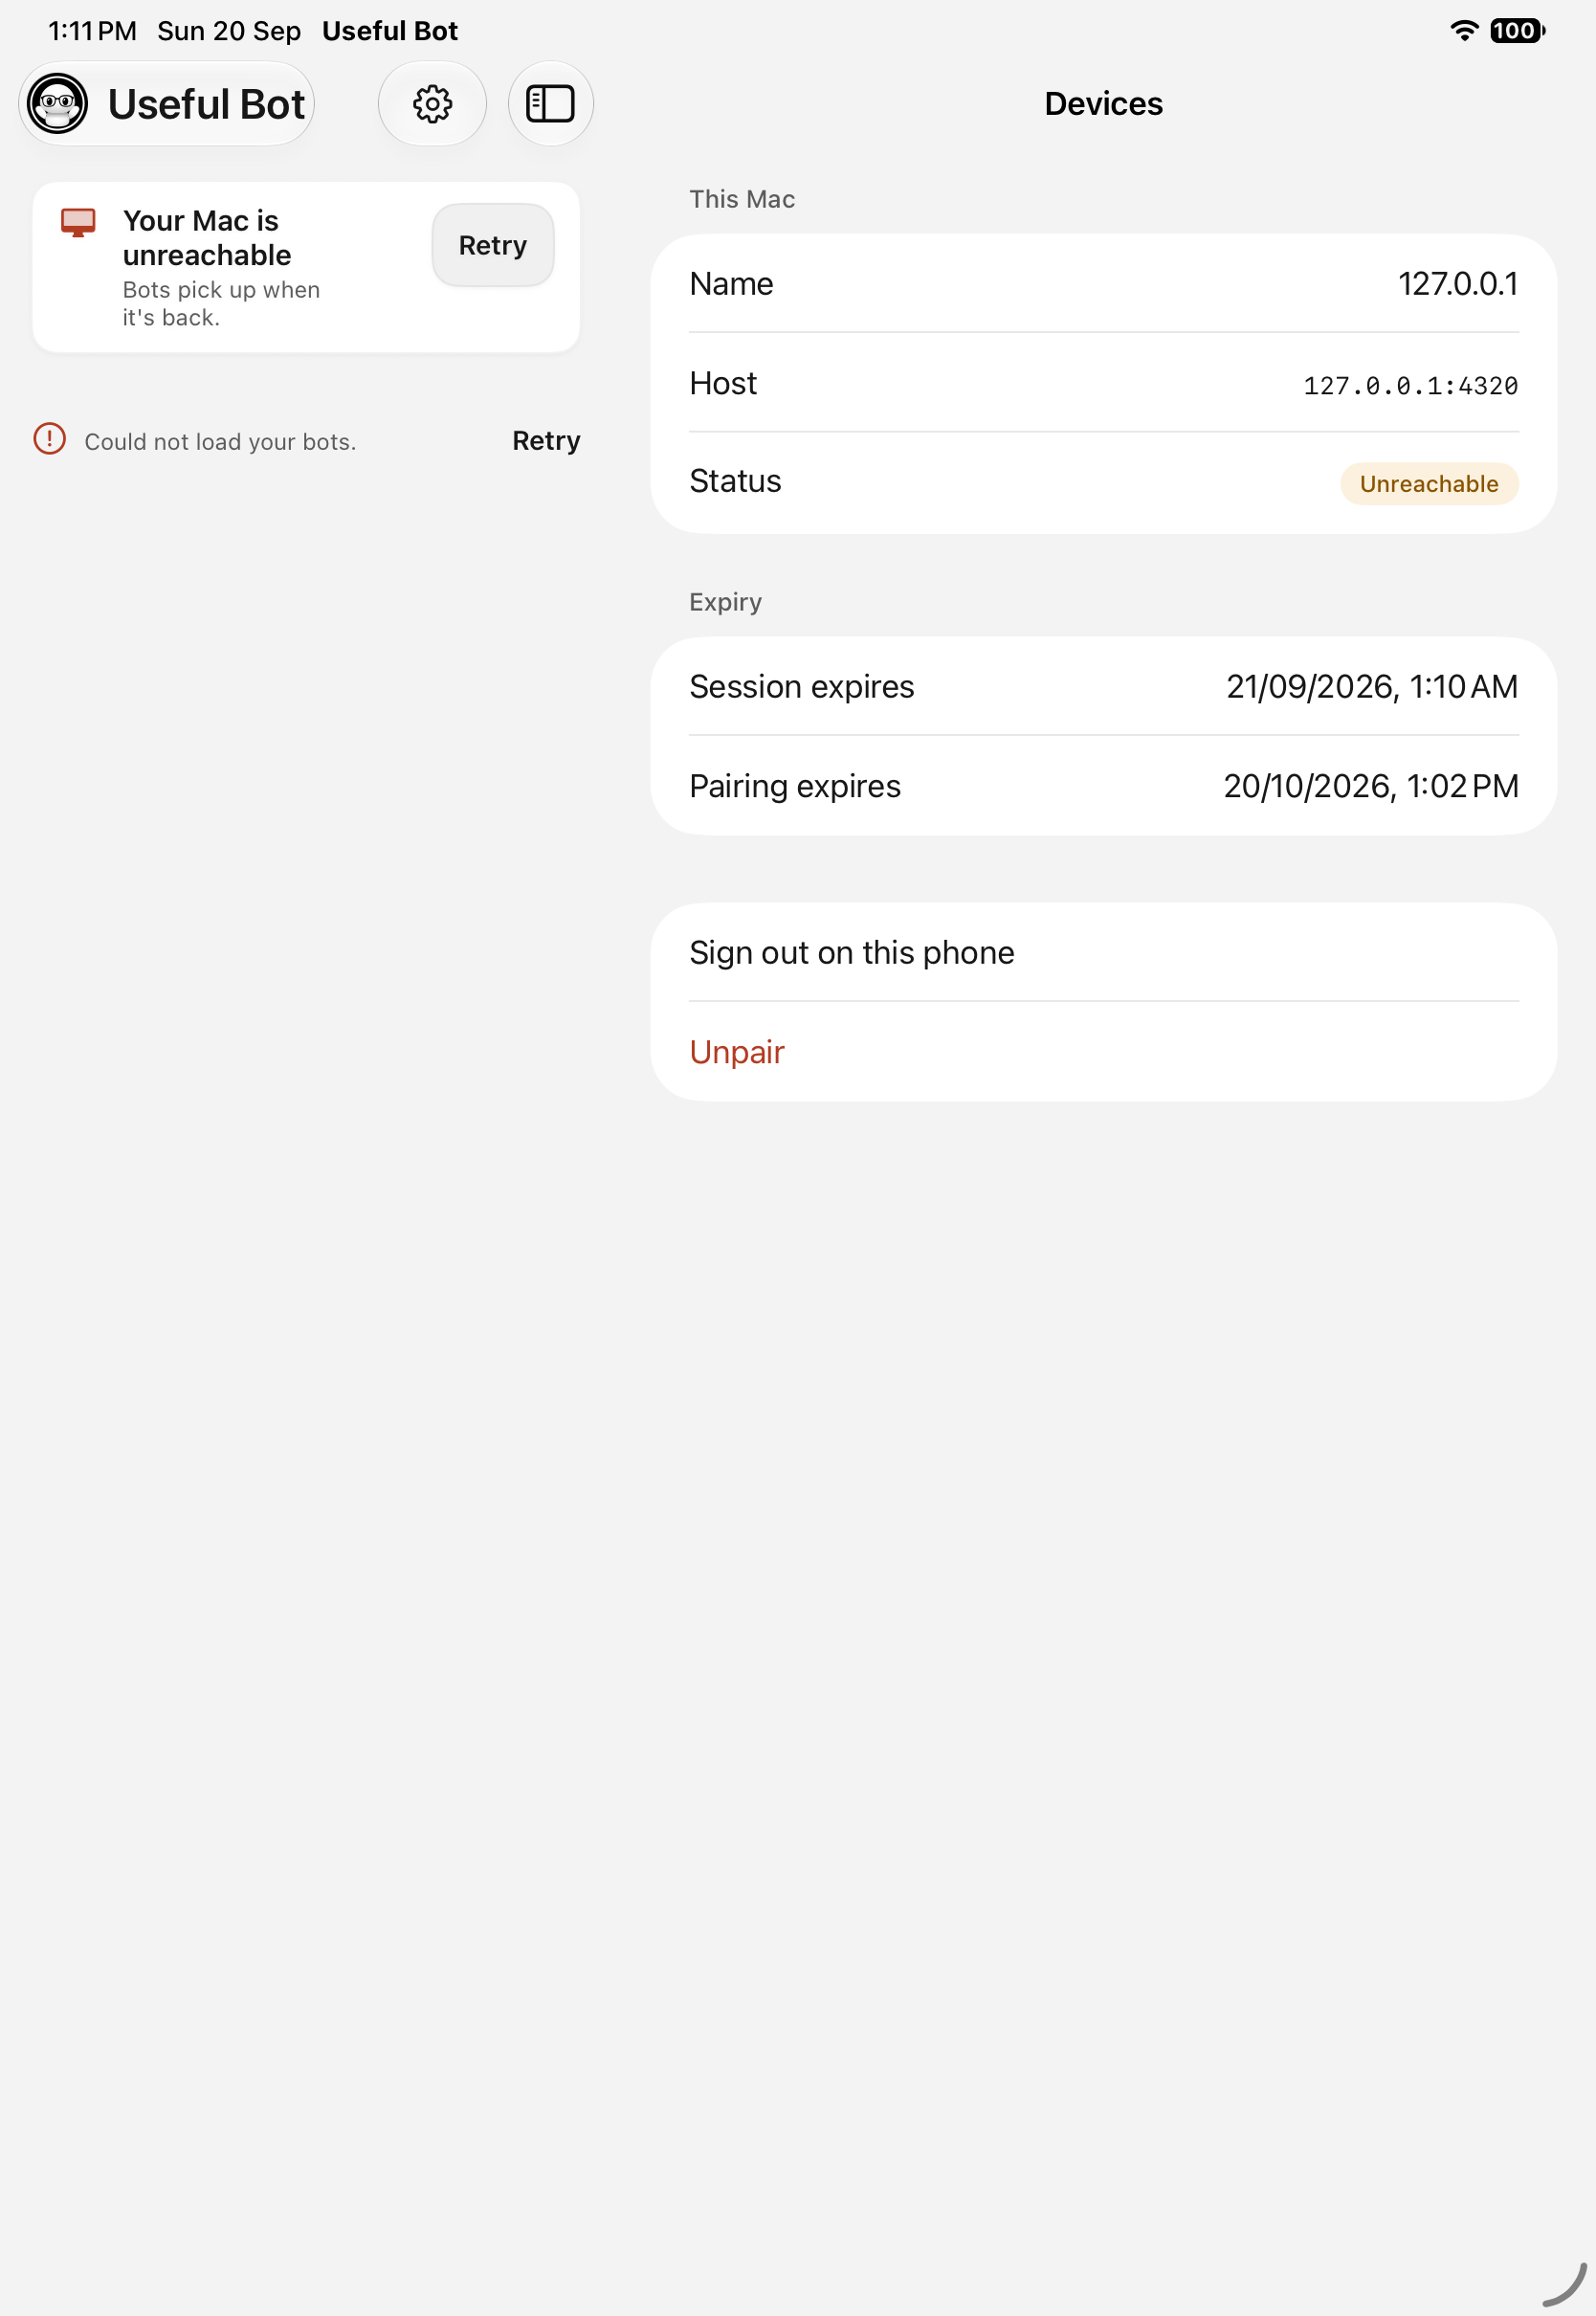 1:11 PM Sun 20 Sep Useful Bot
100
Useful Bot
Your Mac is
unreachable
Bots pick up when
it's back.
Retry
Could not load your bots.
Retry
Devices
This Mac
Name 127.0.0.1
Host 127.0.0.1:4320
Status Unreachable
Expiry
Session expires 21/09/2026, 1:10 AM
Pairing expires 20/10/2026, 1:02 PM
Sign out on this phone
Unpair